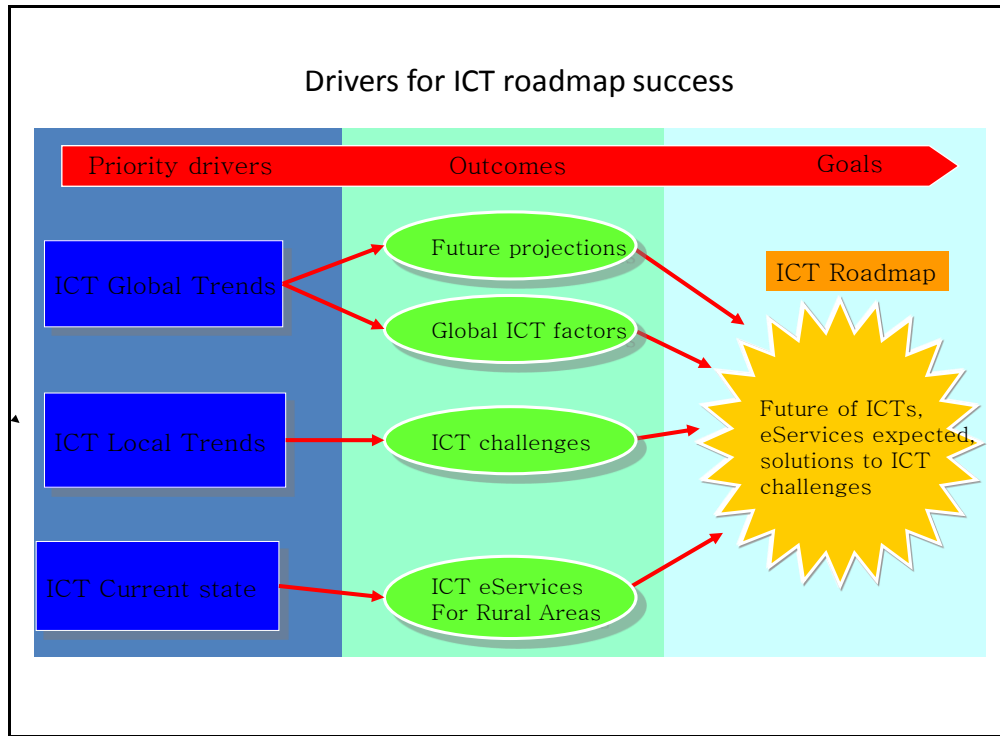 Drivers for ICT roadmap success
Priority drivers
Outcomes
Goals
ICT Global Trends
ICT Local Trends
ICT Current state
Future projections
Global ICT factors
ICT challenges
ICT eServices
For Rural Areas
ICT Roadmap
Future of ICTs,
eServices expected,
solutions to ICT
challenges